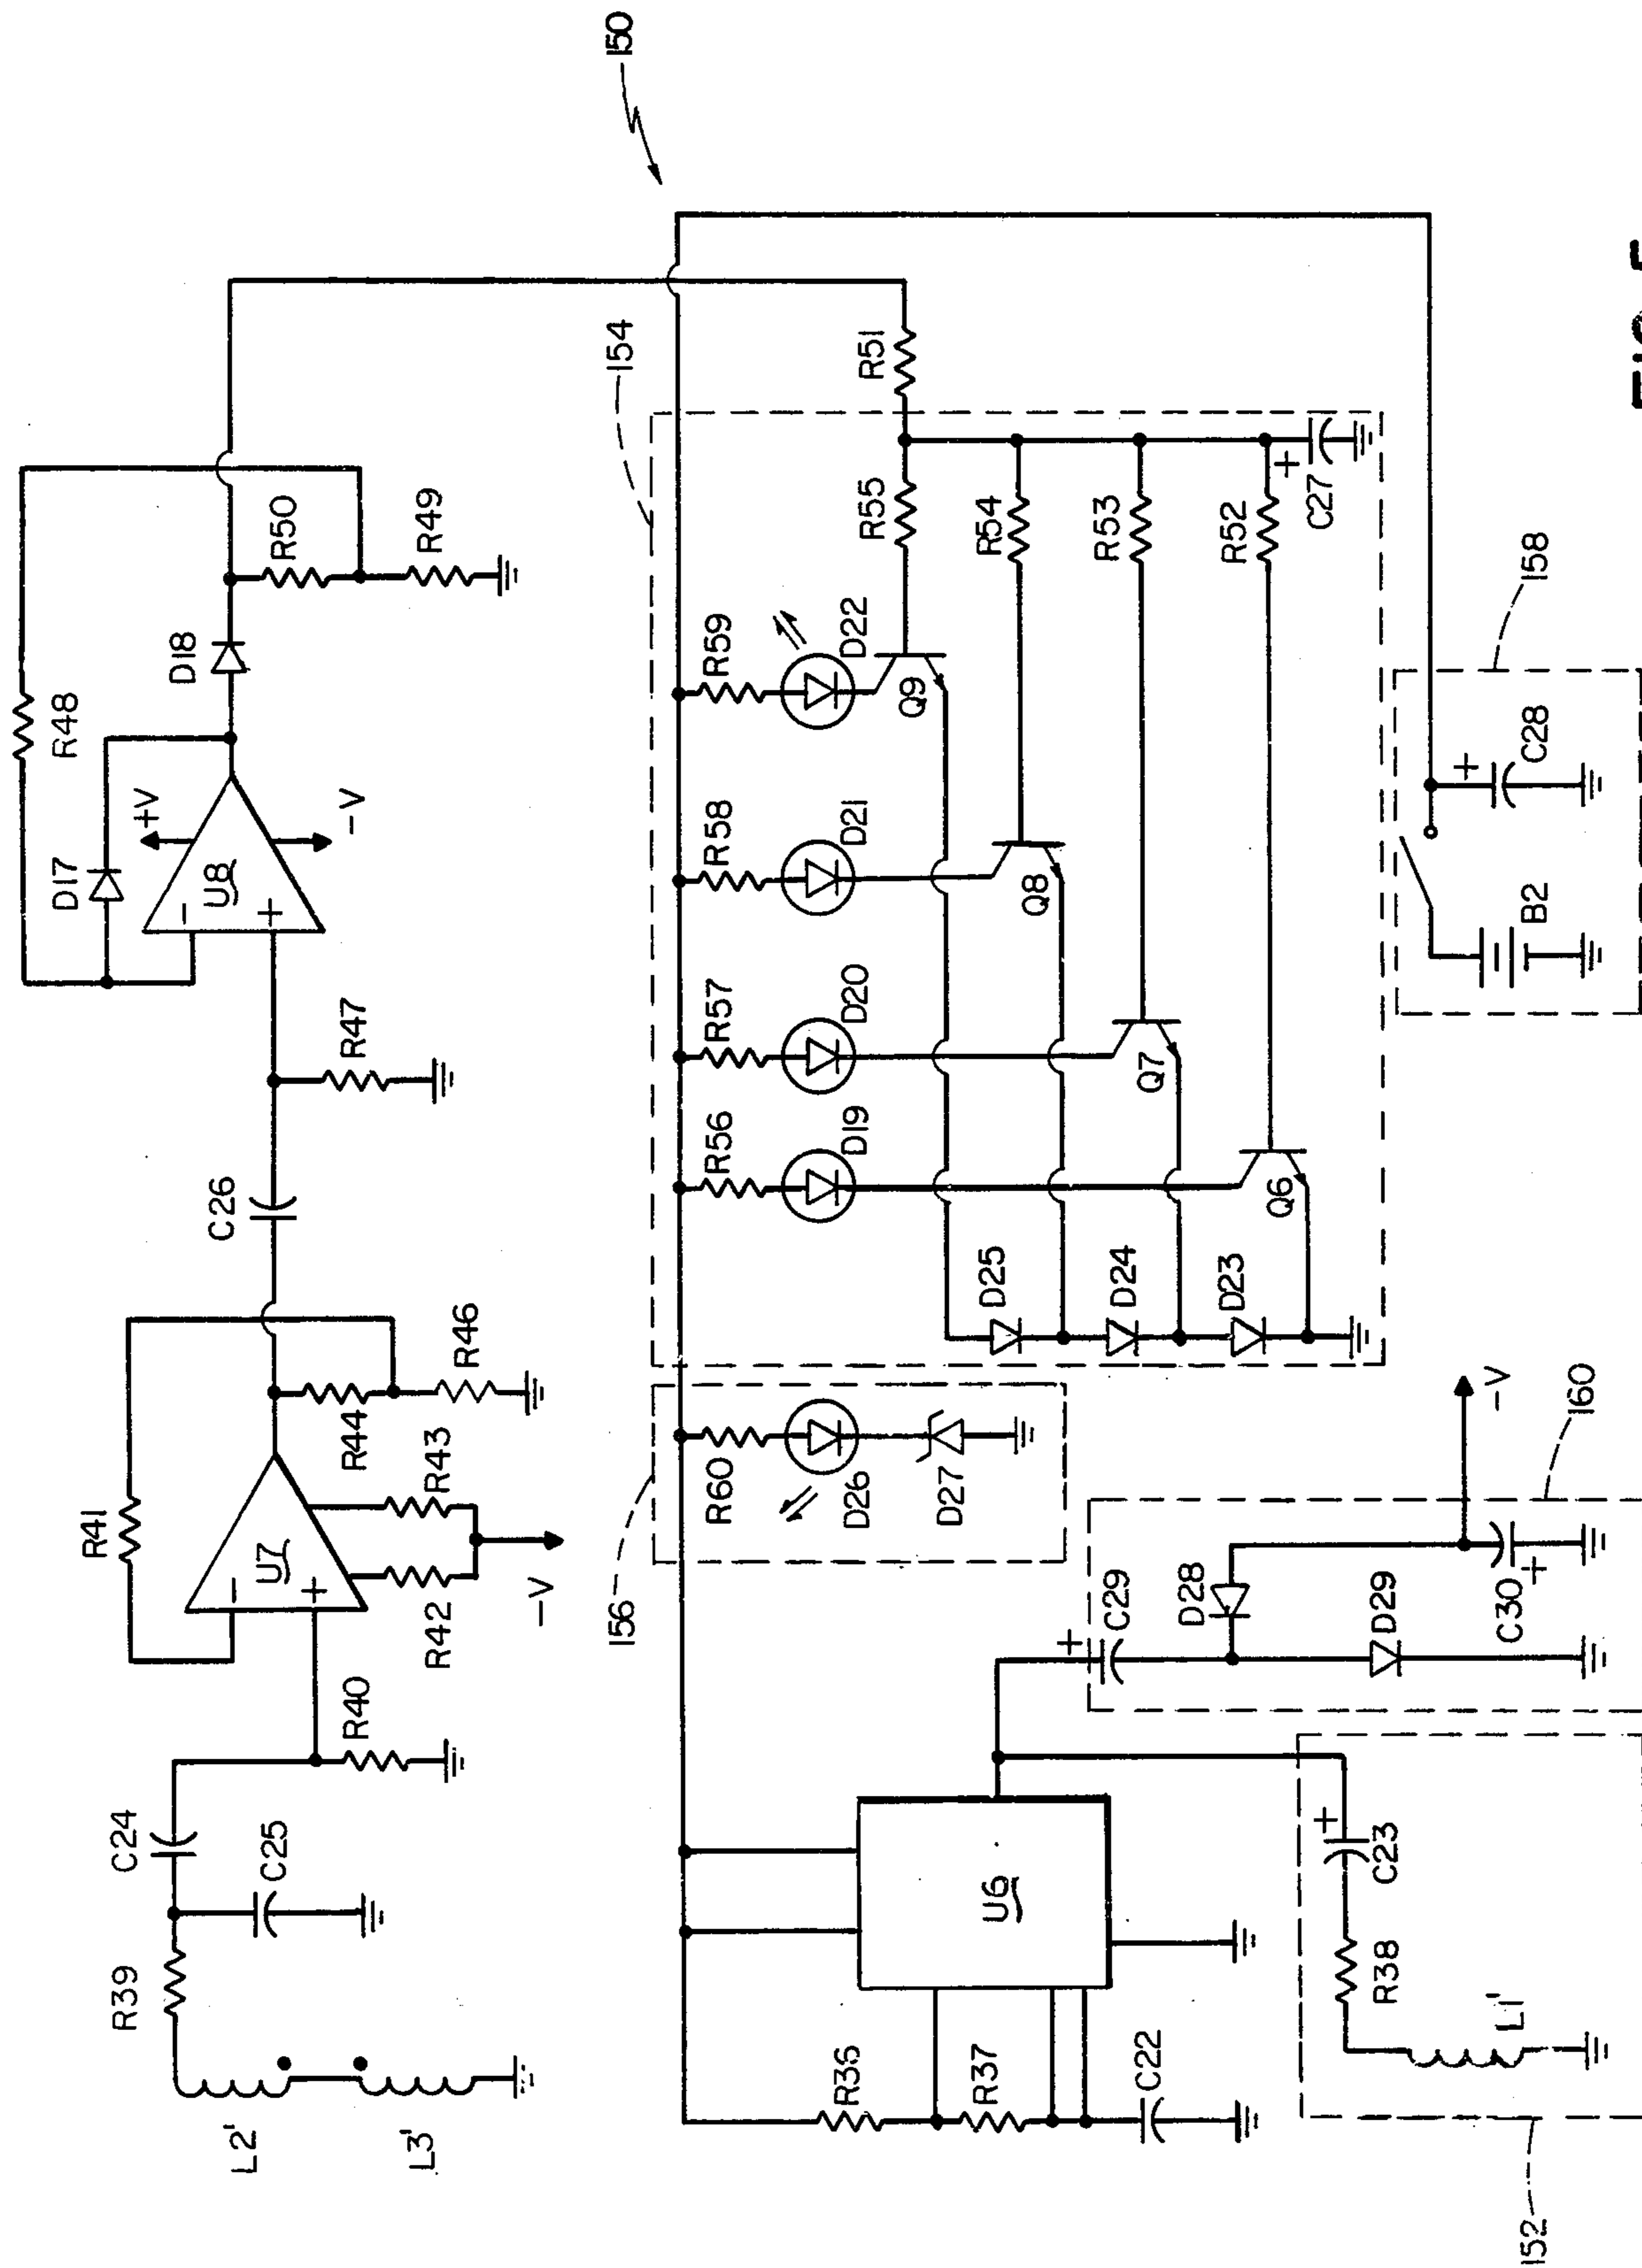 150
R48
D17
+V
U8
-V
D18
R50
R49
R41
U7
R42
R43
-V
R44
R46
C26
R47
L2'
L3'
R39
C24
C25
R40
154
R51
R59
D22
Q9
R55
R58
D21
Q8
R54
R57
D20
Q7
R53
R56
D19
Q6
R52
+
C27
D25
D24
D23
156
R60
D26
D27
158
+
C28
B2
160
-V
+
C29
D28
D29
C30
+
U6
R36
R37
C22
152
+
C23
R38
L1'